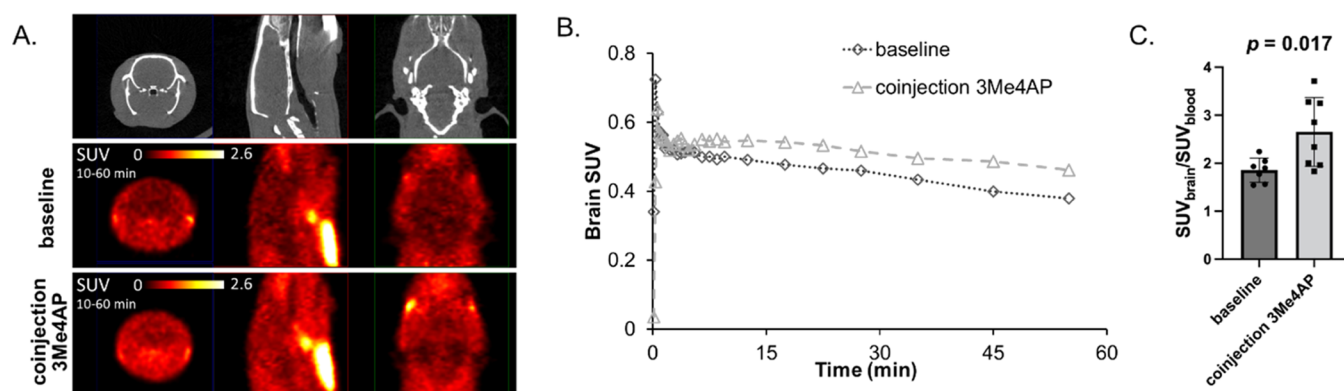 A.
SUV 0 2.6
10-60 min
baseline
SUV 0 2.6
10-60 min
coinjection
3Me4AP
B.
baseline
coinjection 3Me4AP
0.8
0.6
0.4
0.2
0
Brain SUV
0 15 30 45 60
Time (min)
C.
p = 0.017
4
3
2
1
0
SUVbrain/SUVblood
baseline
coinjection 3Me4AP